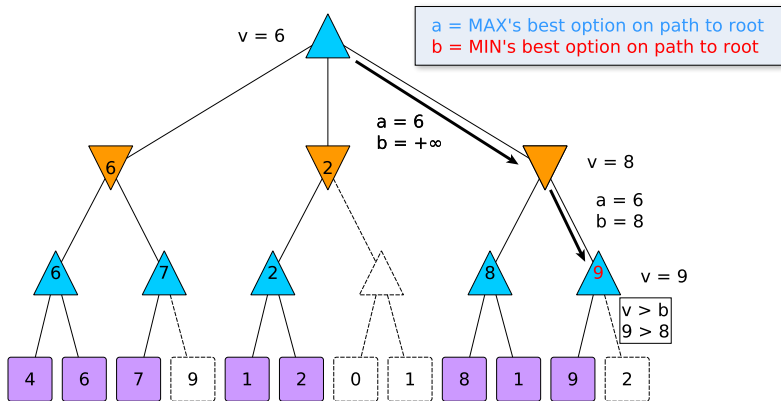 v = 6
a = MAX's best option on path to root
b = MIN's best option on path to root
a = 6
b = +∞
6
2
v = 8
a = 6
b = 8
6
7
2
8
9
v = 9
v > b
9 > 8
4
6
7
9
1
2
0
1
8
1
9
2